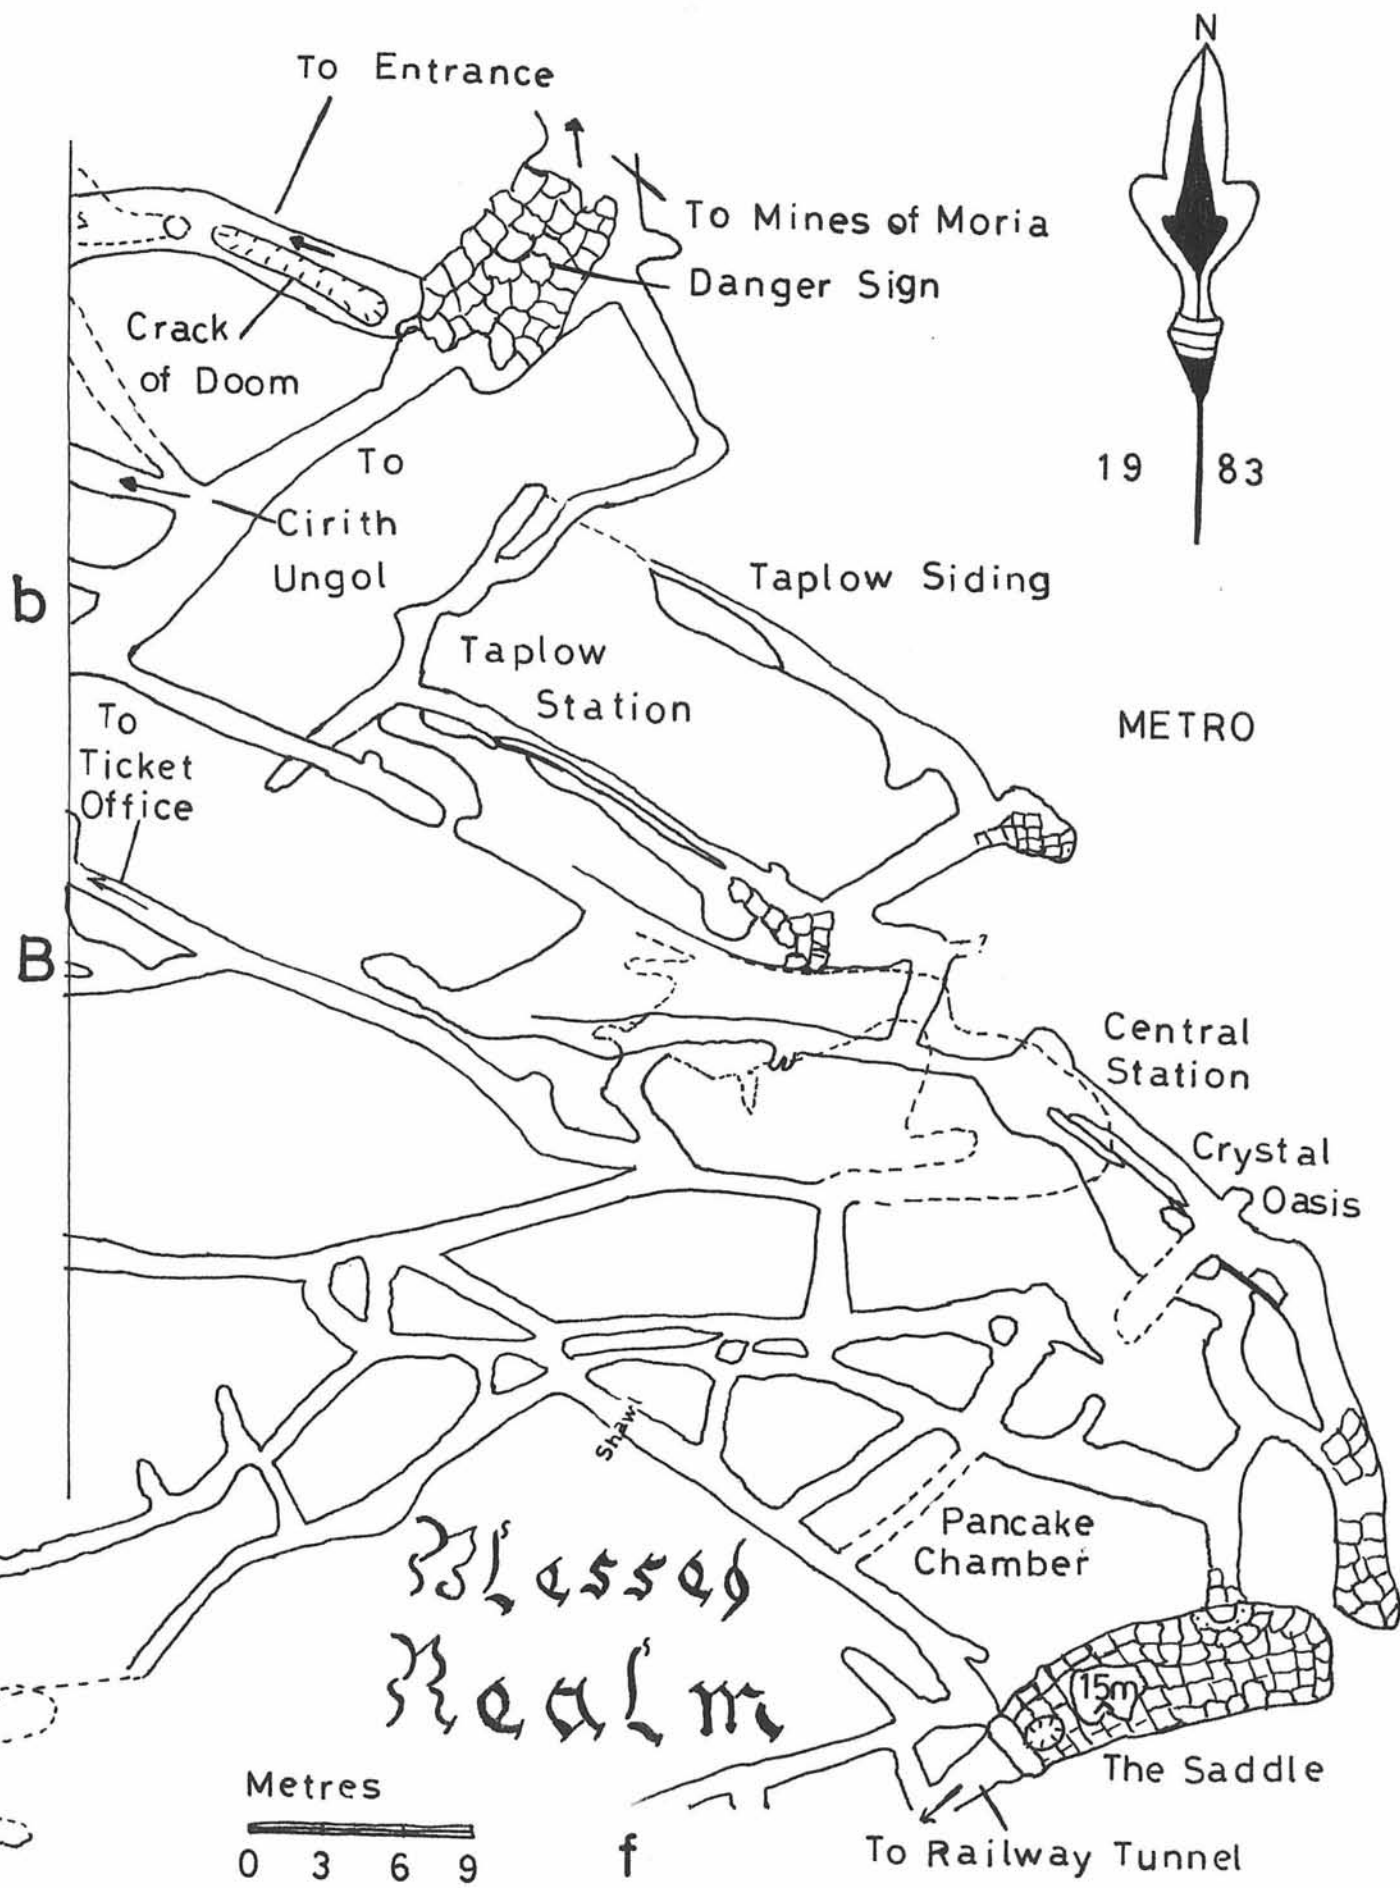 N
To Entrance
To Mines of Moria
Danger Sign
Crack
of Doom
19 83
To
Cirith
Ungol
b
Taplow Siding
Taplow
Station
METRO
To
Ticket
Office
B
?
Central
Station
Crystal
Oasis
Shawl
Pancake
Chamber
Blessed
Realm
15m
The Saddle
Metres
0 3 6 9
f
To Railway Tunnel